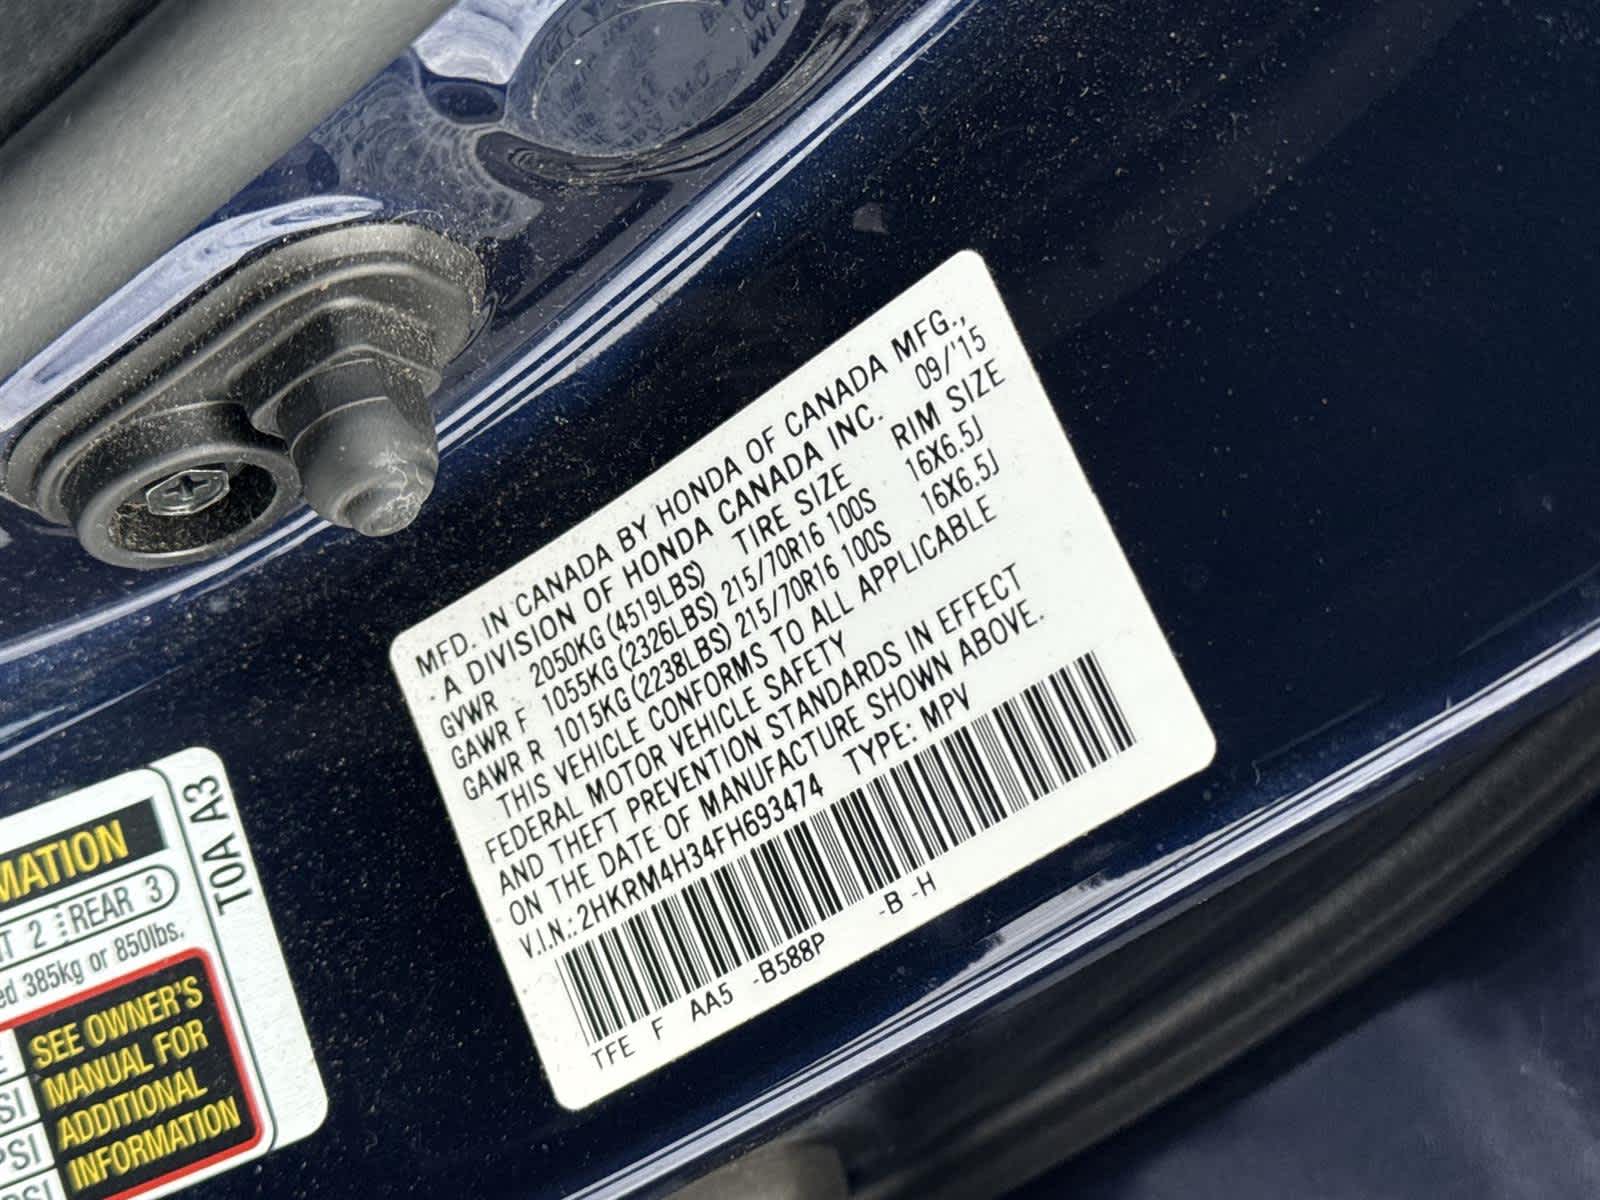 MFD. IN CANADA BY HONDA OF CANADA MFG.,
A DIVISION OF HONDA CANADA INC. 09/'15
GVWR 2050KG(4519LBS) TIRE SIZE RIM SIZE
GAWR F 1055KG(2326LBS) 215/70R16 100S 16X6.5J
GAWR R 1015KG(2238LBS) 215/70R16 100S 16X6.5J
THIS VEHICLE CONFORMS TO ALL APPLICABLE
FEDERAL MOTOR VEHICLE SAFETY
AND THEFT PREVENTION STANDARDS IN EFFECT
ON THE DATE OF MANUFACTURE SHOWN ABOVE.
V.I.N.:2HKRM4H34FH693474 TYPE: MPV
TFE F AA5 -B588P -B -H
T0A A3
2 REAR 3
385kg or 850lbs.
SEE OWNER'S
MANUAL FOR
ADDITIONAL
INFORMATION